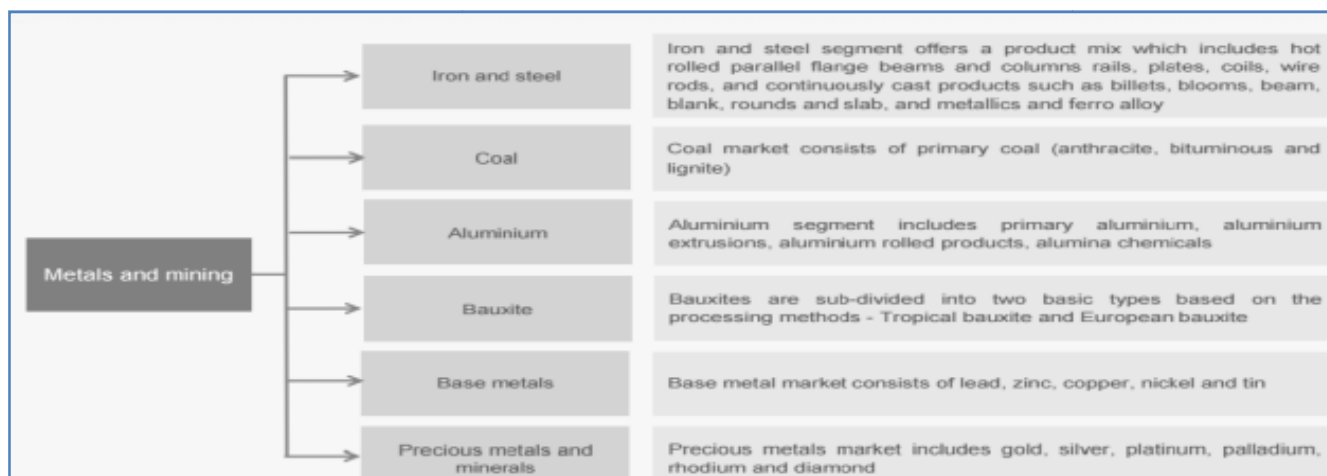 Iron and steel
Iron and steel segment offers a product mix which includes hot
rolled parallel flange beams and columns rails, plates, coils, wire
rods, and continuously cast products such as billets, blooms, beam,
blank, rounds and slab, and metallics and ferro alloy
Coal
Coal market consists of primary coal (anthracite, bituminous and
lignite)
Aluminium
Aluminium segment includes primary aluminium, aluminium
extrusions, aluminium rolled products, alumina chemicals
Metals and mining
Bauxite
Bauxites are sub-divided into two basic types based on the
processing methods - Tropical bauxite and European bauxite
Base metals
Base metal market consists of lead, zinc, copper, nickel and tin
Precious metals and
minerals
Precious metals market includes gold, silver, platinum, palladium,
rhodium and diamond